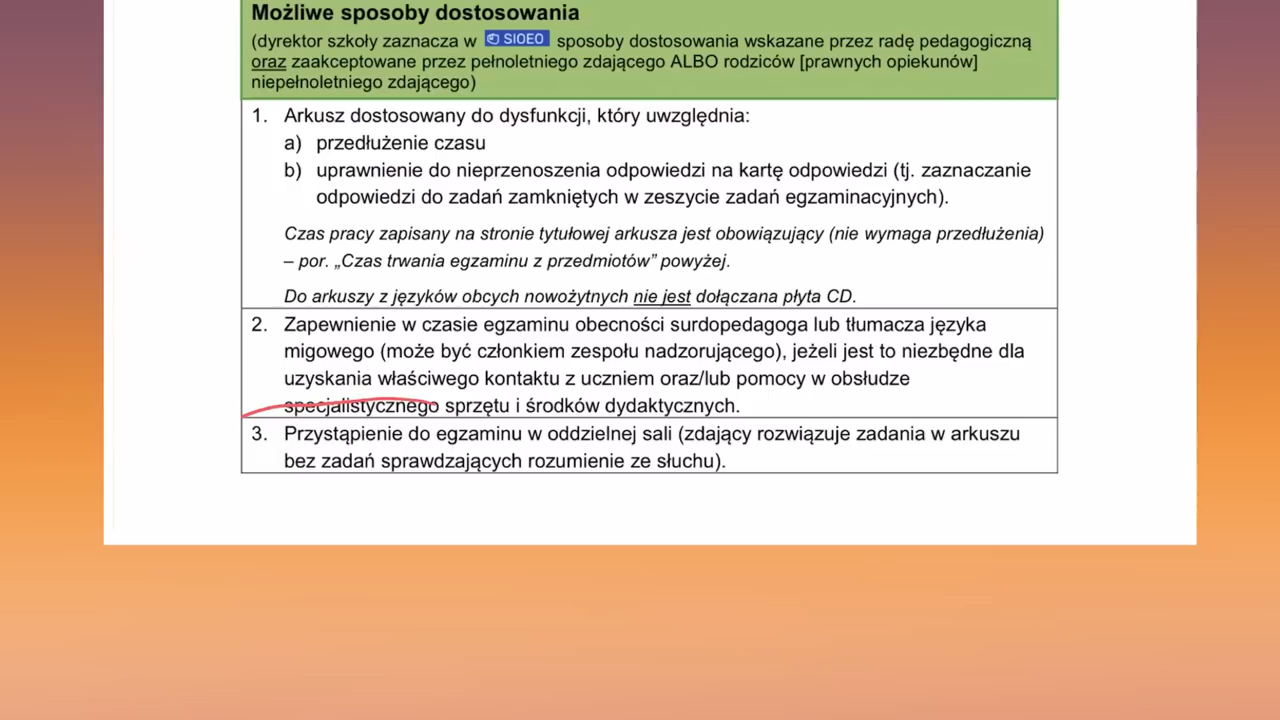 Możliwe sposoby dostosowania
(dyrektor szkoły zaznacza w SIOEO sposoby dostosowania wskazane przez radę pedagogiczną
oraz zaakceptowane przez pełnoletniego zdającego ALBO rodziców [prawnych opiekunów]
niepełnoletniego zdającego)
1. Arkusz dostosowany do dysfunkcji, który uwzględnia:
a) przedłużenie czasu
b) uprawnienie do nieprzenoszenia odpowiedzi na kartę odpowiedzi (tj. zaznaczanie
odpowiedzi do zadań zamkniętych w zeszycie zadań egzaminacyjnych).
Czas pracy zapisany na stronie tytułowej arkusza jest obowiązujący (nie wymaga przedłużenia)
– por. „Czas trwania egzaminu z przedmiotów” powyżej.
Do arkuszy z języków obcych nowożytnych nie jest dołączana płyta CD.
2. Zapewnienie w czasie egzaminu obecności surdopedagoga lub tłumacza języka
migowego (może być członkiem zespołu nadzorującego), jeżeli jest to niezbędne dla
uzyskania właściwego kontaktu z uczniem oraz/lub pomocy w obsłudze
specjalistycznego sprzętu i środków dydaktycznych.
3. Przystąpienie do egzaminu w oddzielnej sali (zdający rozwiązuje zadania w arkuszu
bez zadań sprawdzających rozumienie ze słuchu).